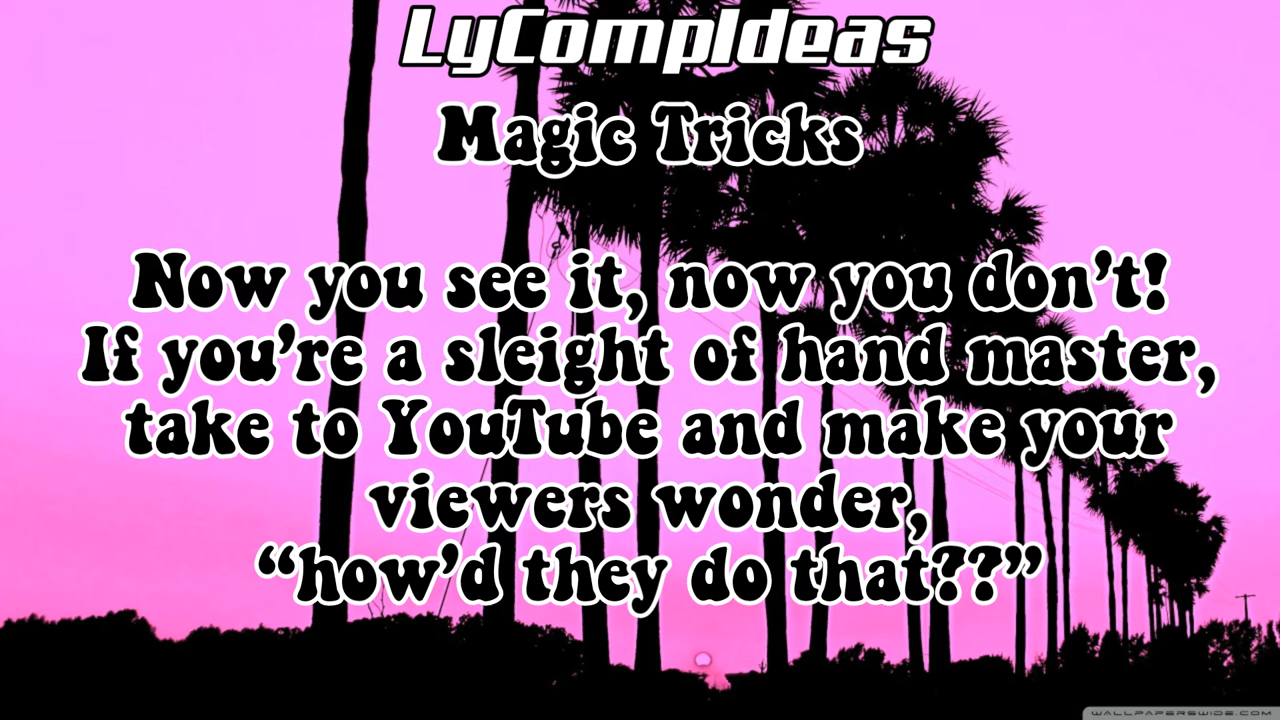 LyCompIdeas
Magic Tricks
Now you see it, now you don’t!
If you’re a sleight of hand master,
take to YouTube and make your
viewers wonder,
“how’d they do that??”
WALLPAPERSWIDE.COM